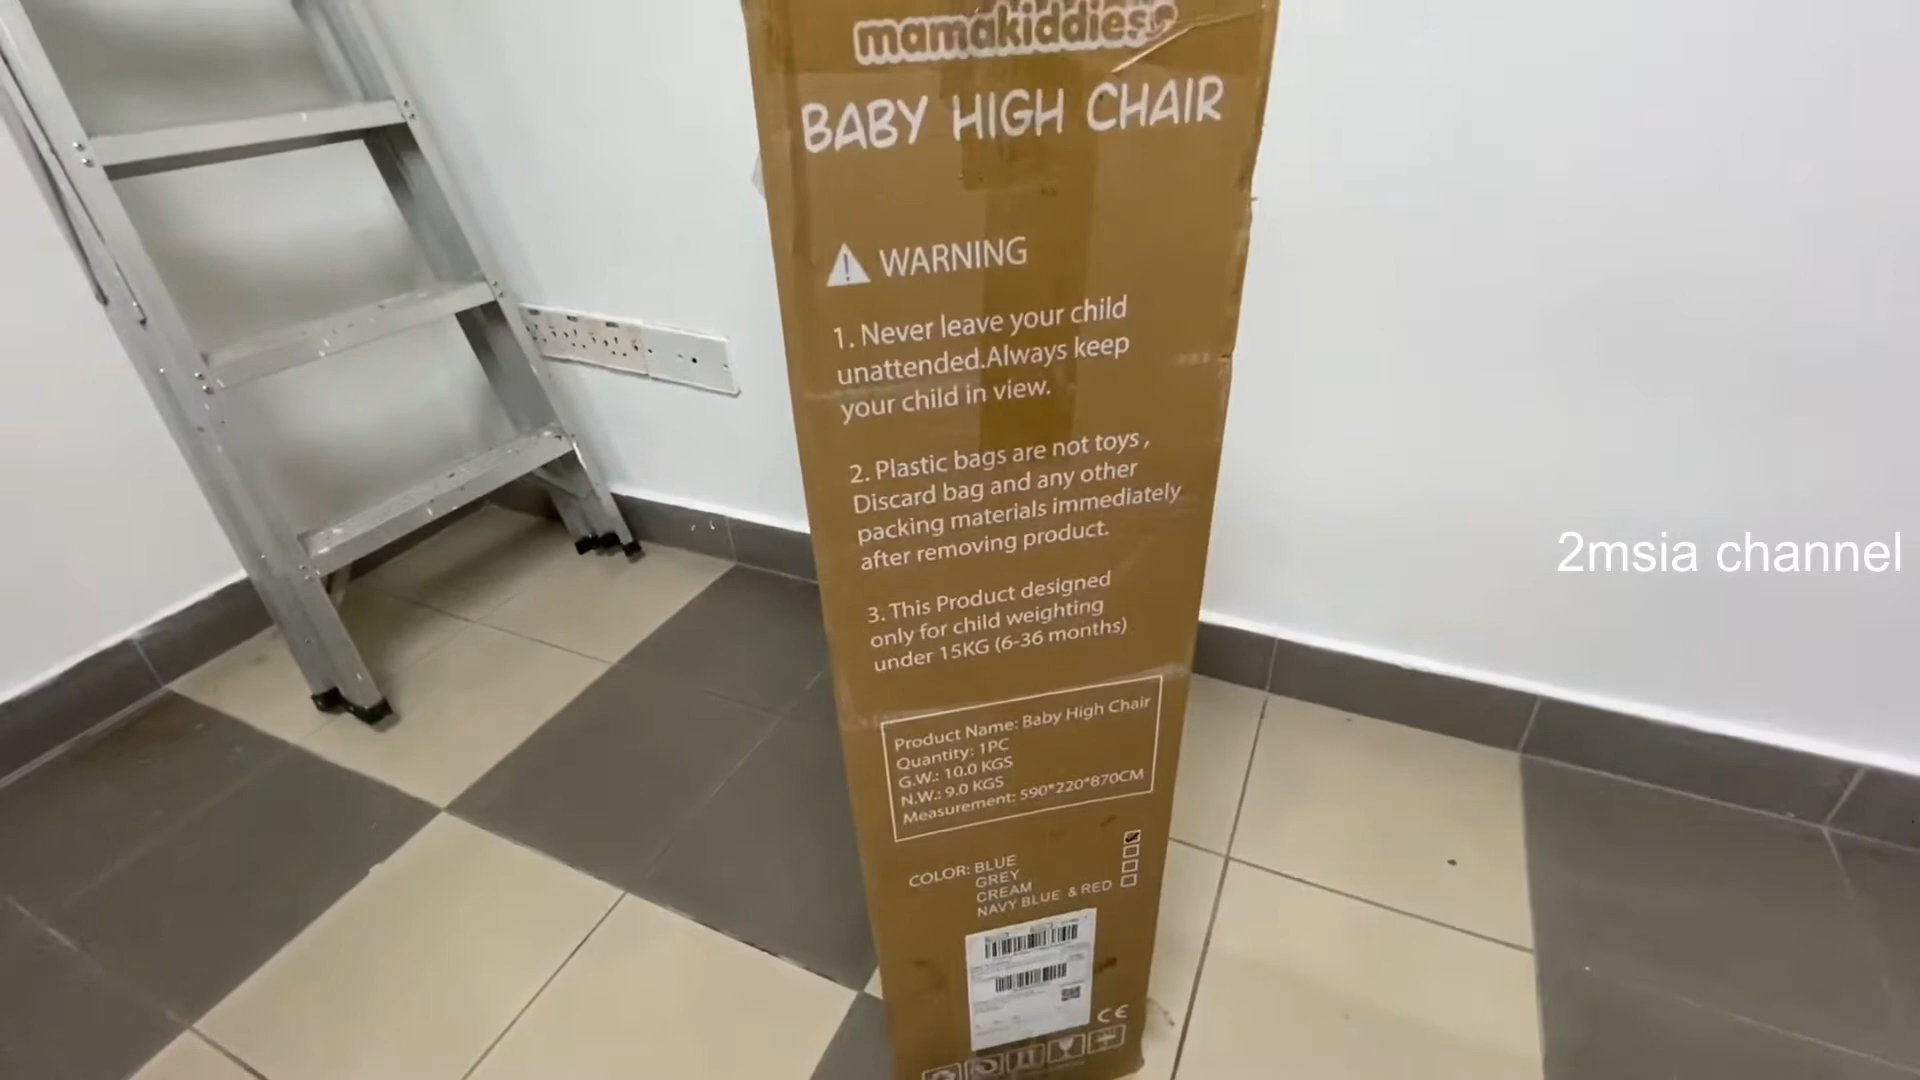 mamakiddies
BABY HIGH CHAIR
WARNING
1. Never leave your child
unattended.Always keep
your child in view.
2. Plastic bags are not toys ,
Discard bag and any other
packing materials immediately
after removing product.
3. This Product designed
only for child weighting
under 15KG (6-36 months)
Product Name: Baby High Chair
Quantity: 1PC
G.W.: 10.0 KGS
N.W.: 9.0 KGS
Measurement: 590*220*870CM
COLOR: BLUE
GREY
CREAM
NAVY BLUE & RED
CE
2msia channel